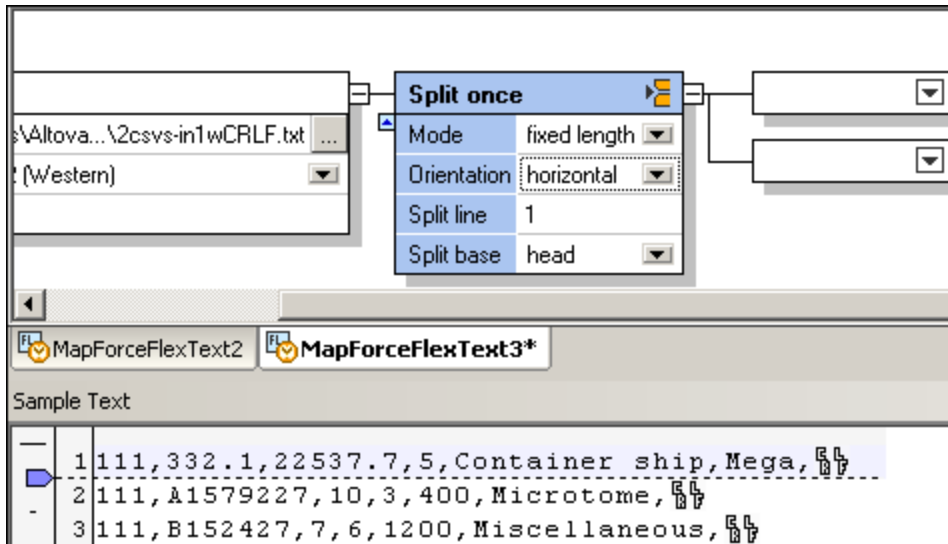 Split once
s\Altova...\2csvs-in1wCRLF.txt ...
Mode fixed length
(Western)
Orientation horizontal
Split line 1
Split base head
MapForceFlexText2 MapForceFlexText3*
Sample Text
1 111,332.1,22537.7,5,Container ship,Mega,
2 111,A1579227,10,3,400,Microtome,
3 111,B152427,7,6,1200,Miscellaneous,